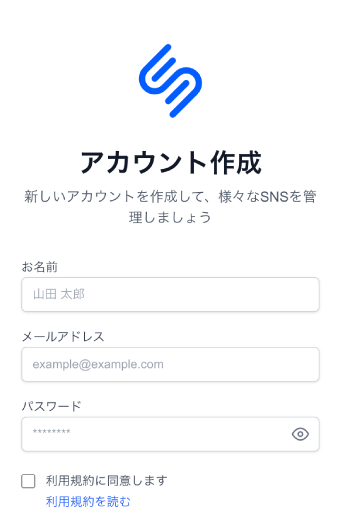 アカウント作成
新しいアカウントを作成して、様々なSNSを管
理しましょう
お名前
山田 太郎
メールアドレス
example@example.com
パスワード
********
利用規約に同意します
利用規約を読む